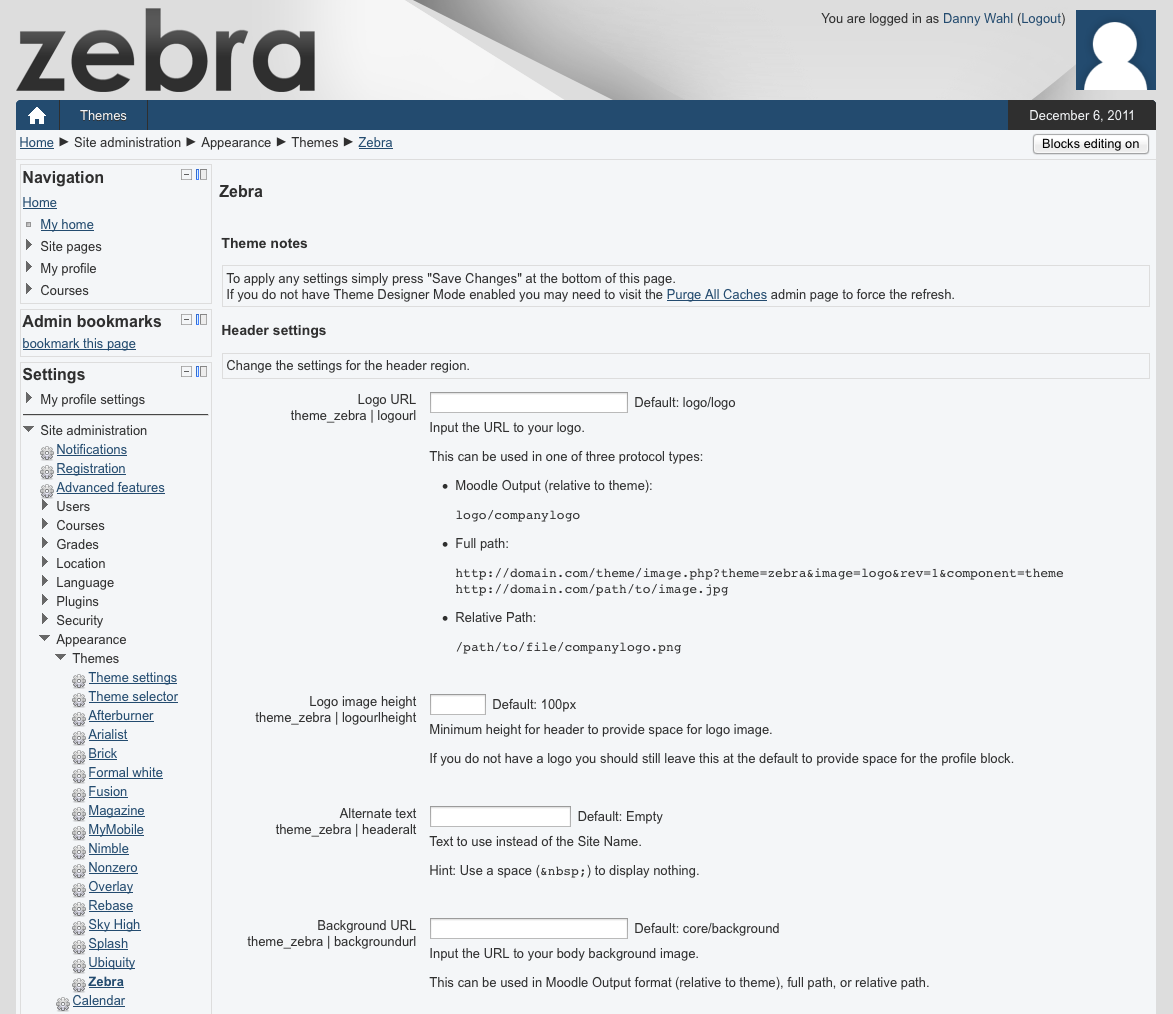 zebra
You are logged in as Danny Wahl (Logout)
Themes
December 6, 2011
Home ► Site administration ► Appearance ► Themes ► Zebra
Blocks editing on
Navigation
Home
My home
Site pages
My profile
Courses
Admin bookmarks
bookmark this page
Settings
My profile settings
Site administration
Notifications
Registration
Advanced features
Users
Courses
Grades
Location
Language
Plugins
Security
Appearance
Themes
Theme settings
Theme selector
Afterburner
Arialist
Brick
Formal white
Fusion
Magazine
MyMobile
Nimble
Nonzero
Overlay
Rebase
Sky High
Splash
Ubiquity
Zebra
Calendar
Zebra
Theme notes
To apply any settings simply press "Save Changes" at the bottom of this page.
If you do not have Theme Designer Mode enabled you may need to visit the Purge All Caches admin page to force the refresh.
Header settings
Change the settings for the header region.
Logo URL
theme_zebra | logourl
Default: logo/logo
Input the URL to your logo.
This can be used in one of three protocol types:
• Moodle Output (relative to theme):
logo/companylogo
• Full path:
http://domain.com/theme/image.php?theme=zebra&image=logo&rev=1&component=theme
http://domain.com/path/to/image.jpg
• Relative Path:
/path/to/file/companylogo.png
Logo image height
theme_zebra | logourlheight
Default: 100px
Minimum height for header to provide space for logo image.
If you do not have a logo you should still leave this at the default to provide space for the profile block.
Alternate text
theme_zebra | headeralt
Default: Empty
Text to use instead of the Site Name.
Hint: Use a space (&nbsp;) to display nothing.
Background URL
theme_zebra | backgroundurl
Default: core/background
Input the URL to your body background image.
This can be used in Moodle Output format (relative to theme), full path, or relative path.